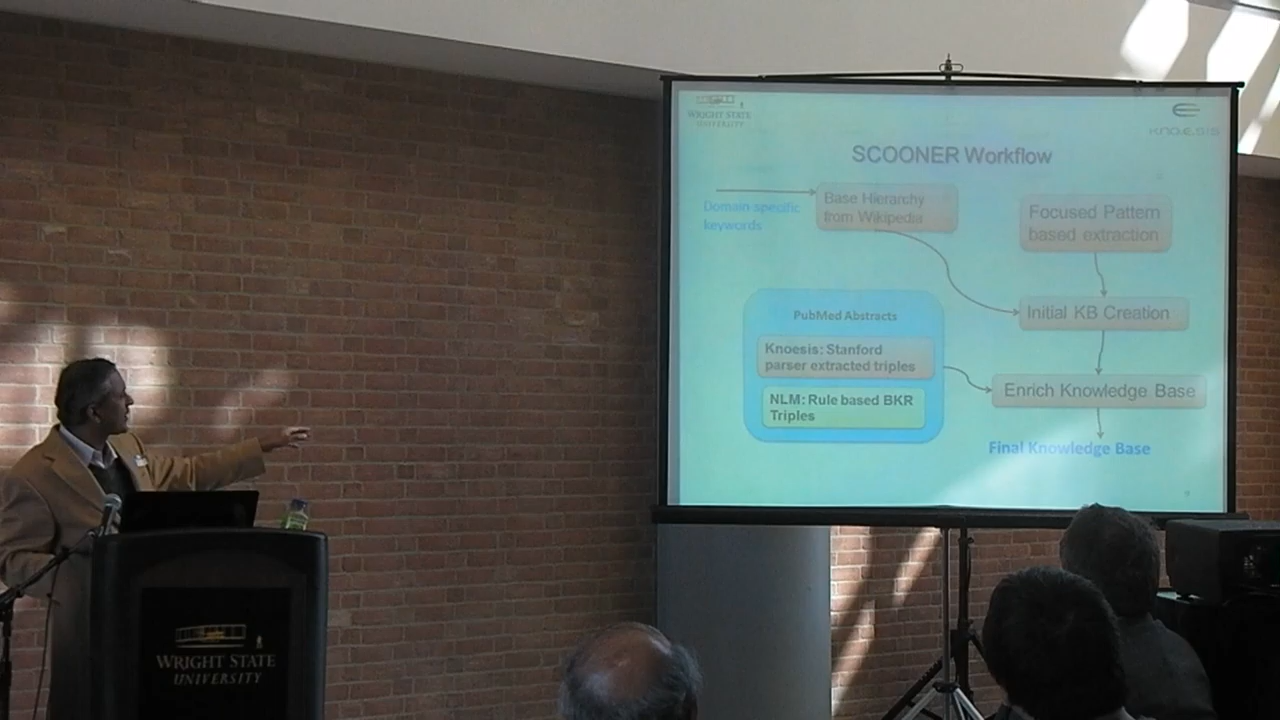 WRIGHT STATE
UNIVERSITY
KNO.E.SIS
SCOONER Workflow
Domain specific
keywords
Base Hierarchy
from Wikipedia
Focused Pattern
based extraction
Initial KB Creation
PubMed Abstracts
Knoesis: Stanford
parser extracted triples
NLM: Rule based BKR
Triples
Enrich Knowledge Base
Final Knowledge Base
WRIGHT STATE
UNIVERSITY